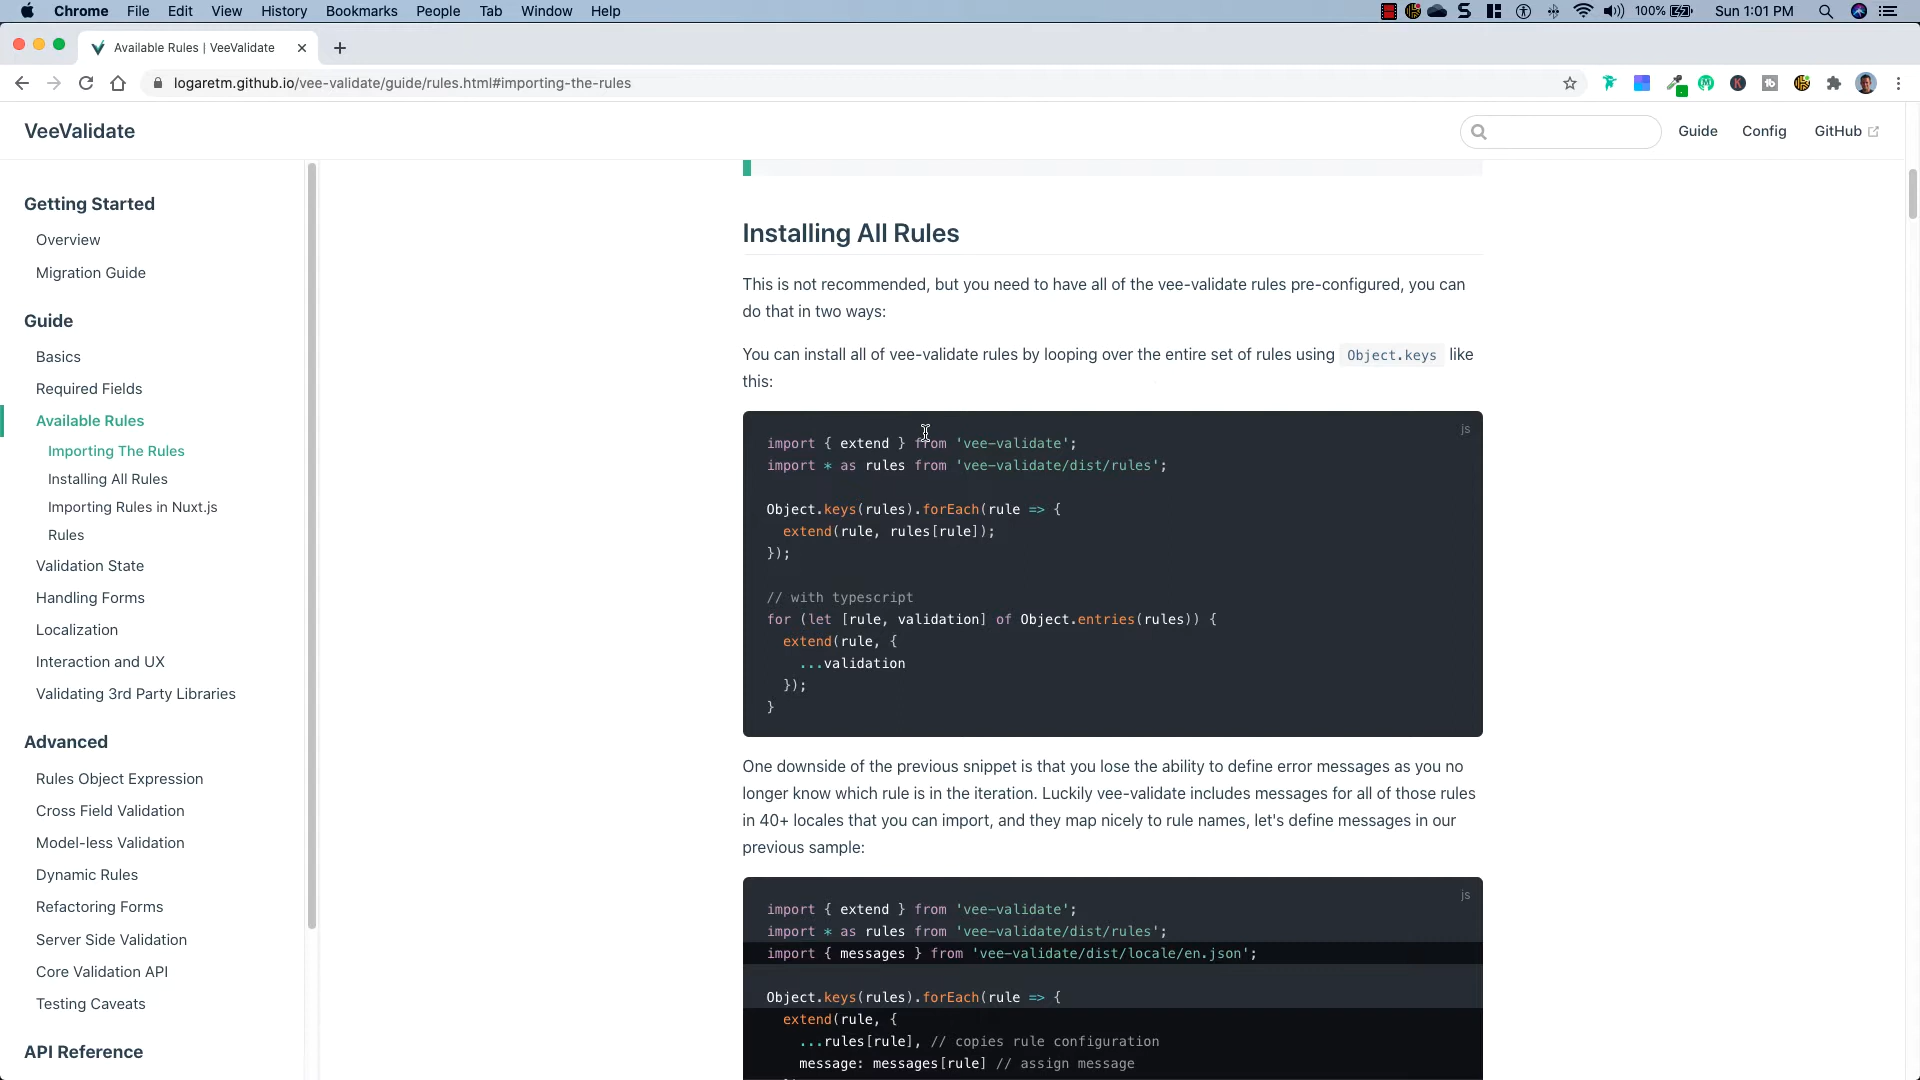 Chrome File Edit View History Bookmarks People Tab Window Help 100% Sun 1:01 PM
Available Rules | VeeValidate
logaretm.github.io/vee-validate/guide/rules.html#importing-the-rules
VeeValidate
Guide Config GitHub
Getting Started
Overview
Migration Guide
Guide
Basics
Required Fields
Available Rules
Importing The Rules
Installing All Rules
Importing Rules in Nuxt.js
Rules
Validation State
Handling Forms
Localization
Interaction and UX
Validating 3rd Party Libraries
Advanced
Rules Object Expression
Cross Field Validation
Model-less Validation
Dynamic Rules
Refactoring Forms
Server Side Validation
Core Validation API
Testing Caveats
API Reference
Installing All Rules
This is not recommended, but you need to have all of the vee-validate rules pre-configured, you can
do that in two ways:
You can install all of vee-validate rules by looping over the entire set of rules using Object.keys like
this:
js
import { extend } from 'vee-validate';
import * as rules from 'vee-validate/dist/rules';
Object.keys(rules).forEach(rule => {
extend(rule, rules[rule]);
});
// with typescript
for (let [rule, validation] of Object.entries(rules)) {
extend(rule, {
...validation
});
}
One downside of the previous snippet is that you lose the ability to define error messages as you no
longer know which rule is in the iteration. Luckily vee-validate includes messages for all of those rules
in 40+ locales that you can import, and they map nicely to rule names, let's define messages in our
previous sample:
js
import { extend } from 'vee-validate';
import * as rules from 'vee-validate/dist/rules';
import { messages } from 'vee-validate/dist/locale/en.json';
Object.keys(rules).forEach(rule => {
extend(rule, {
...rules[rule], // copies rule configuration
message: messages[rule] // assign message